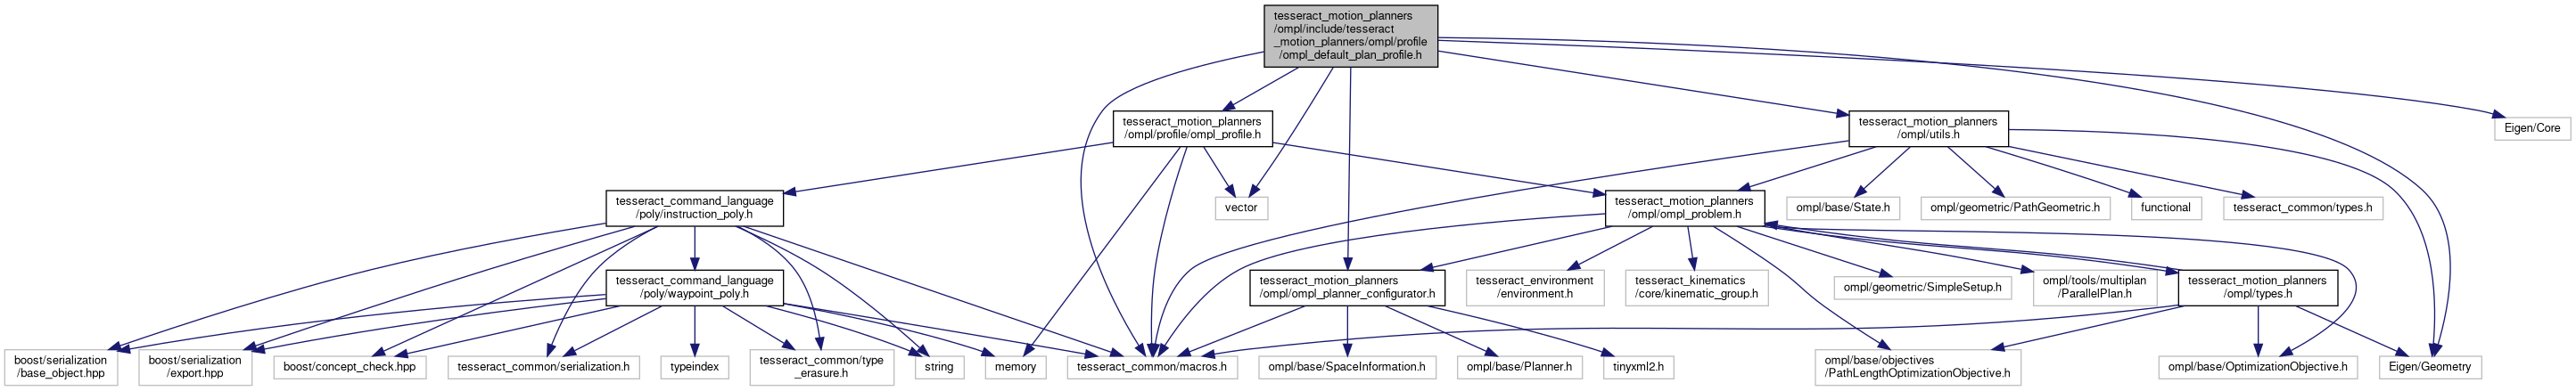 tesseract_motion_planners
/ompl/include/tesseract
_motion_planners/ompl/profile
/ompl_default_plan_profile.h
tesseract_motion_planners
/ompl/profile/ompl_profile.h
tesseract_motion_planners
/ompl/utils.h
Eigen/Core
tesseract_command_language
/poly/instruction_poly.h
vector
tesseract_motion_planners
/ompl/ompl_problem.h
ompl/base/State.h
ompl/geometric/PathGeometric.h
functional
tesseract_common/types.h
tesseract_command_language
/poly/waypoint_poly.h
tesseract_motion_planners
/ompl/ompl_planner_configurator.h
tesseract_environment
/environment.h
tesseract_kinematics
/core/kinematic_group.h
ompl/geometric/SimpleSetup.h
ompl/tools/multiplan
/ParallelPlan.h
tesseract_motion_planners
/ompl/types.h
boost/serialization
/base_object.hpp
boost/serialization
/export.hpp
boost/concept_check.hpp
tesseract_common/serialization.h
typeindex
tesseract_common/type
_erasure.h
string
memory
tesseract_common/macros.h
ompl/base/SpaceInformation.h
ompl/base/Planner.h
tinyxml2.h
ompl/base/objectives
/PathLengthOptimizationObjective.h
ompl/base/OptimizationObjective.h
Eigen/Geometry